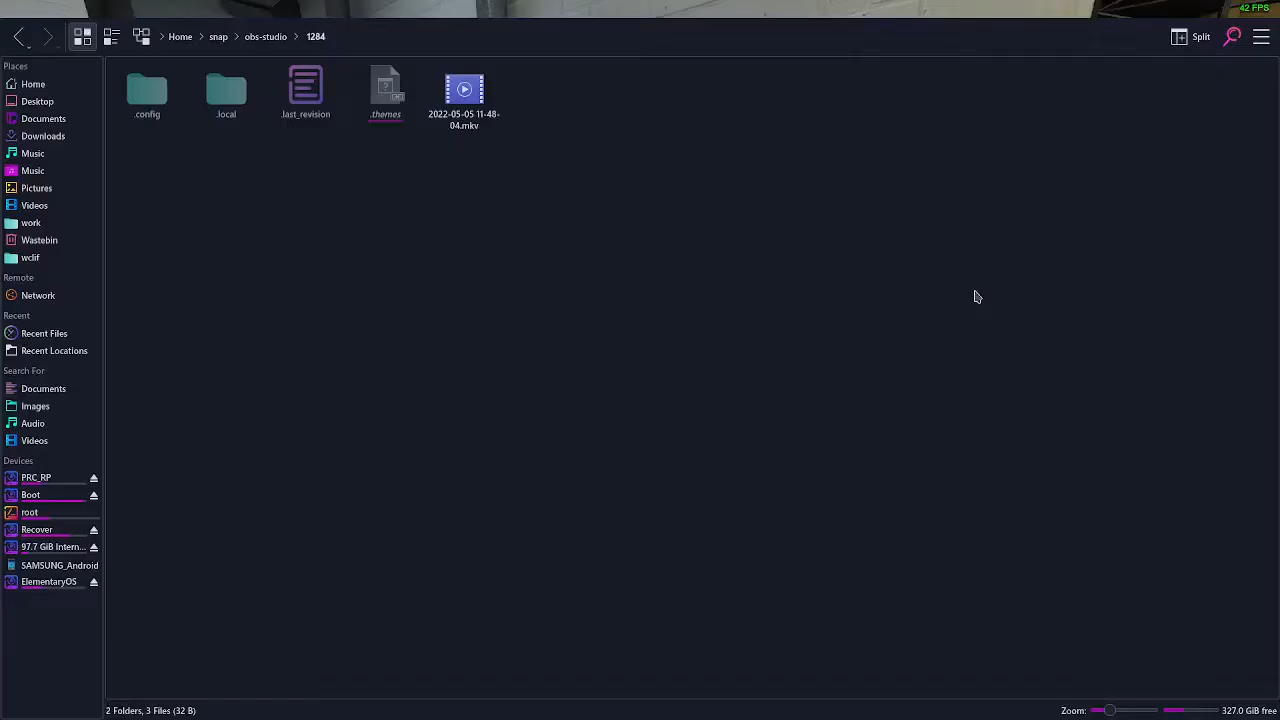 42 FPS
Home snap obs-studio 1284
Split
Places
Home
Desktop
Documents
Downloads
Music
Music
Pictures
Videos
work
Wastebin
wclif
Remote
Network
Recent
Recent Files
Recent Locations
Search For
Documents
Images
Audio
Videos
Devices
PRC_RP
Boot
root
Recover
97.7 GiB Intern...
SAMSUNG_Android
ElementaryOS
.config
.local
.last_revision
.themes
2022-05-05 11-48-
04.mkv
2 Folders, 3 Files (32 B)
Zoom:
327.0 GiB free